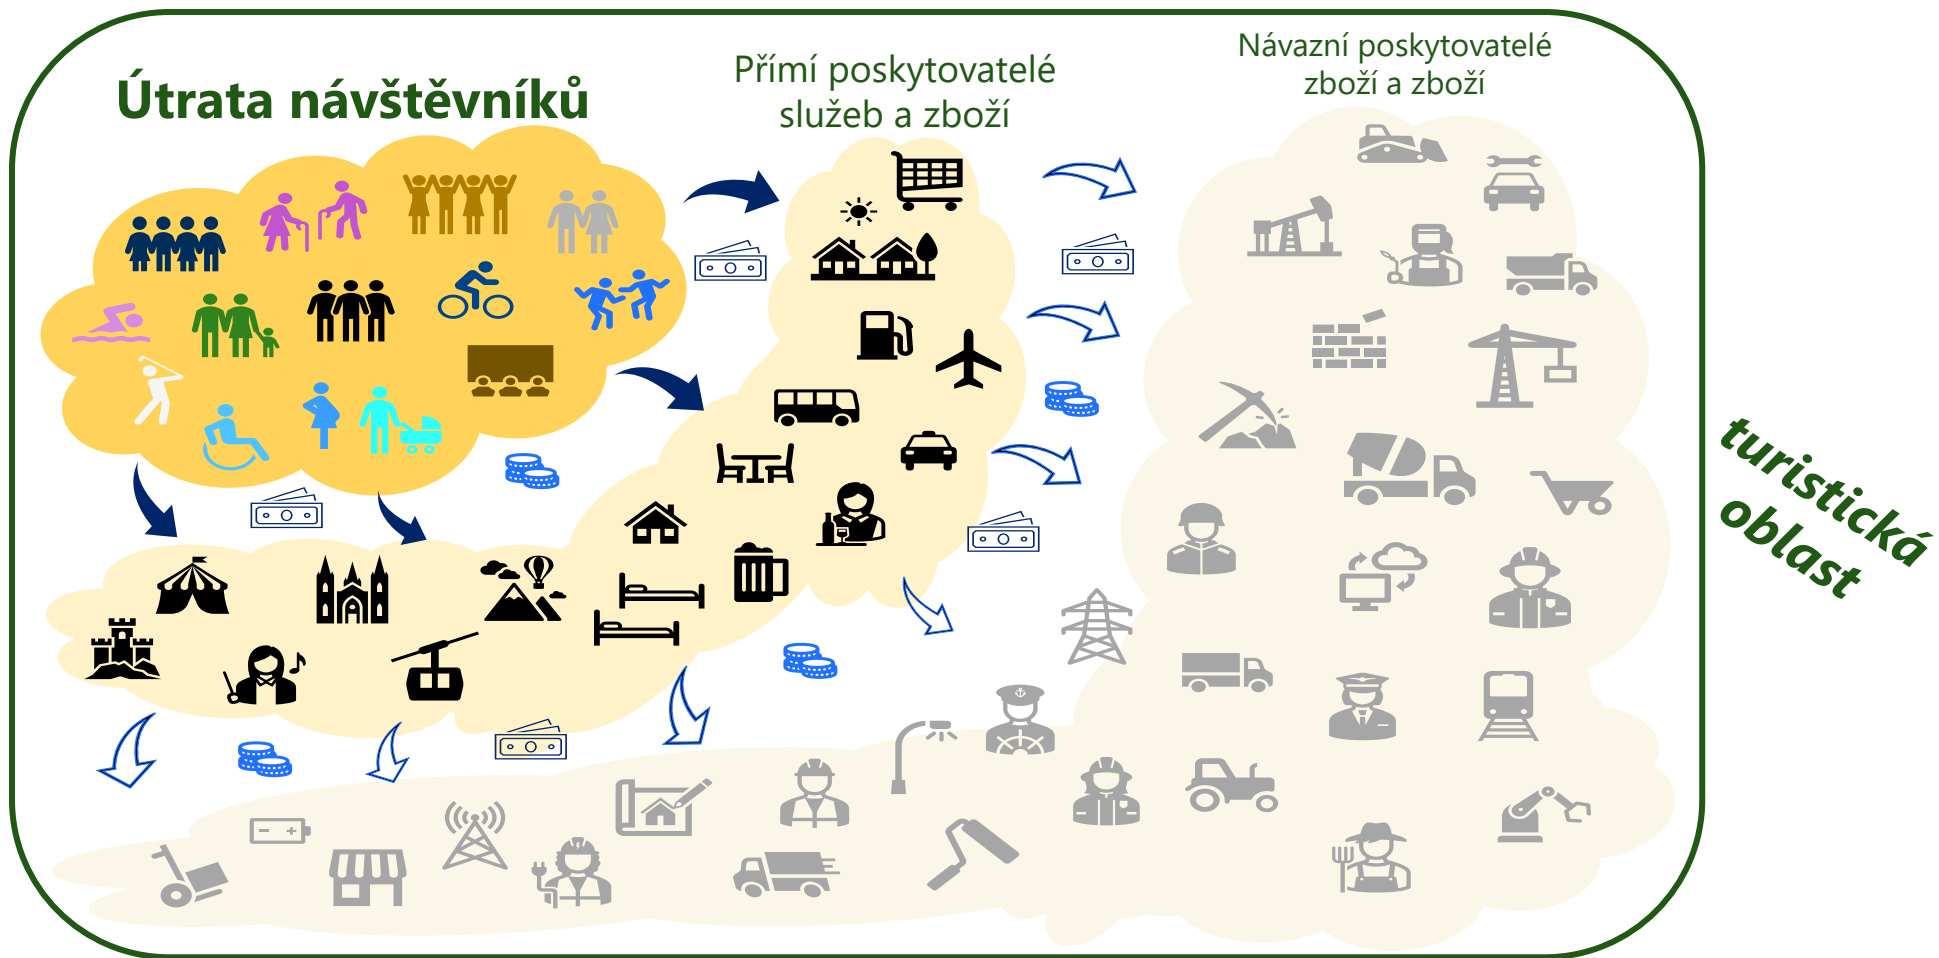 Útrata návštěvníků
Přímí poskytovatelé
služeb a zboží
Návazní poskytovatelé
zboží a zboží
turistická
oblast